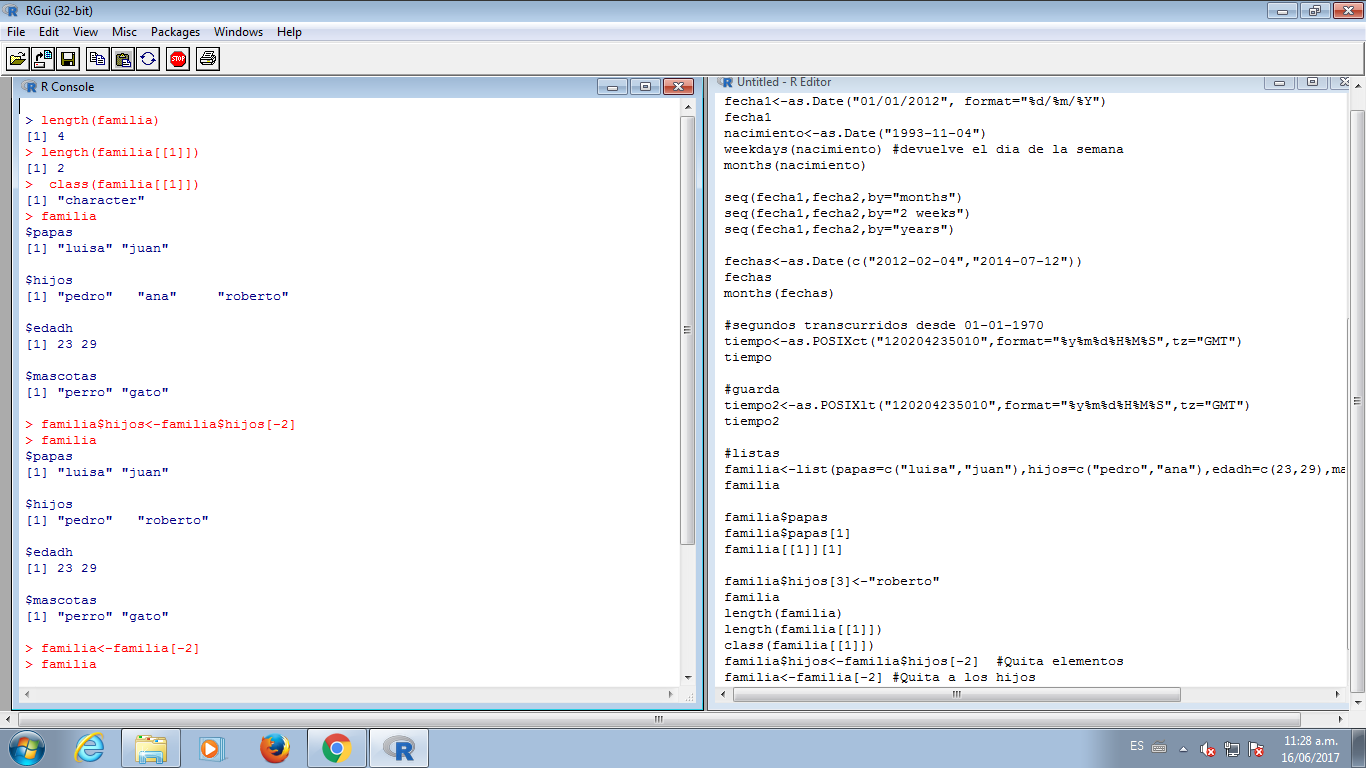 RGui (32-bit)
File Edit View Misc Packages Windows Help
STOP
R Console
> length(familia)
[1] 4
> length(familia[[1]])
[1] 2
>  class(familia[[1]])
[1] "character"
> familia
$papas
[1] "luisa" "juan"
$hijos
[1] "pedro"   "ana"     "roberto"
$edadh
[1] 23 29
$mascotas
[1] "perro" "gato"
> familia$hijos<-familia$hijos[-2]
> familia
$papas
[1] "luisa" "juan"
$hijos
[1] "pedro"   "roberto"
$edadh
[1] 23 29
$mascotas
[1] "perro" "gato"
> familia<-familia[-2]
> familia
Untitled - R Editor
fecha1<-as.Date("01/01/2012", format="%d/%m/%Y")
fecha1
nacimiento<-as.Date("1993-11-04")
weekdays(nacimiento) #devuelve el dia de la semana
months(nacimiento)
seq(fecha1,fecha2,by="months")
seq(fecha1,fecha2,by="2 weeks")
seq(fecha1,fecha2,by="years")
fechas<-as.Date(c("2012-02-04","2014-07-12"))
fechas
months(fechas)
#segundos transcurridos desde 01-01-1970
tiempo<-as.POSIXct("120204235010",format="%y%m%d%H%M%S",tz="GMT")
tiempo
#guarda
tiempo2<-as.POSIXlt("120204235010",format="%y%m%d%H%M%S",tz="GMT")
tiempo2
#listas
familia<-list(papas=c("luisa","juan"),hijos=c("pedro","ana"),edadh=c(23,29),ma
familia
familia$papas
familia$papas[1]
familia[[1]][1]
familia$hijos[3]<-"roberto"
familia
length(familia)
length(familia[[1]])
class(familia[[1]])
familia$hijos<-familia$hijos[-2]  #Quita elementos
familia<-familia[-2] #Quita a los hijos
ES
11:28 a.m.
16/06/2017